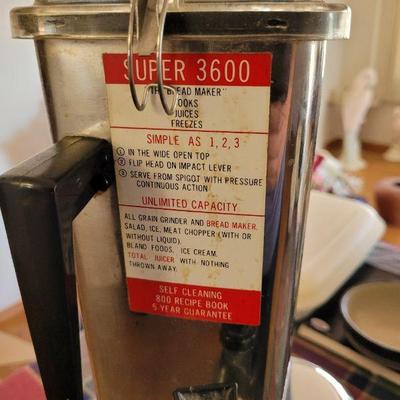 SUPER 3600
"THE BREAD MAKER"
COOKS
JUICES
FREEZES
SIMPLE AS 1,2,3
① IN THE WIDE OPEN TOP
② FLIP HEAD ON IMPACT LEVER
③ SERVE FROM SPIGOT WITH PRESSURE
CONTINUOUS ACTION
UNLIMITED CAPACITY
ALL GRAIN GRINDER AND BREAD MAKER.
SALAD, ICE, MEAT CHOPPER (WITH OR
WITHOUT LIQUID).
BLAND FOODS, ICE CREAM.
TOTAL JUICER WITH NOTHING
THROWN AWAY.
SELF CLEANING
800 RECIPE BOOK
5 YEAR GUARANTEE